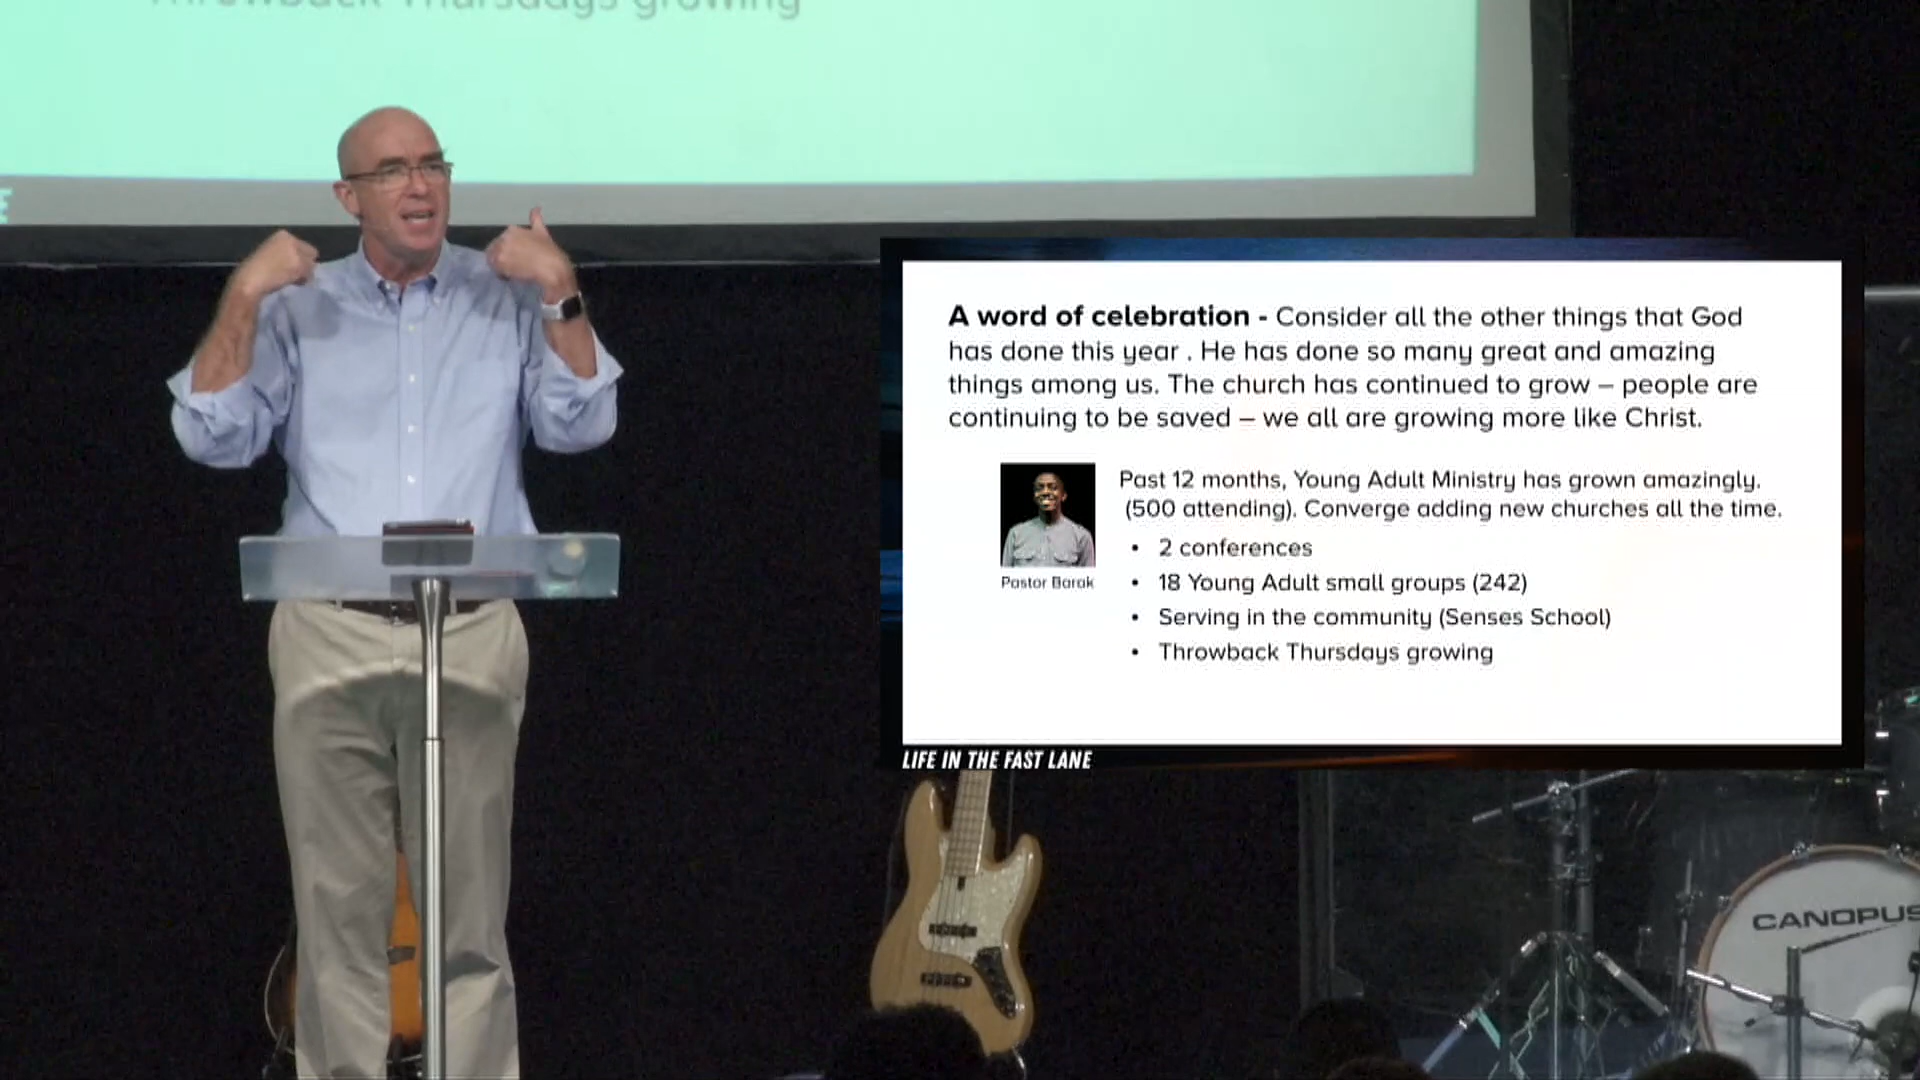 Throwback Thursdays growing
A word of celebration - Consider all the other things that God
has done this year . He has done so many great and amazing
things among us. The church has continued to grow – people are
continuing to be saved – we all are growing more like Christ.
Past 12 months, Young Adult Ministry has grown amazingly.
(500 attending). Converge adding new churches all the time.
• 2 conferences
Pastor Barak
• 18 Young Adult small groups (242)
• Serving in the community (Senses School)
• Throwback Thursdays growing
LIFE IN THE FAST LANE
CANOPUS